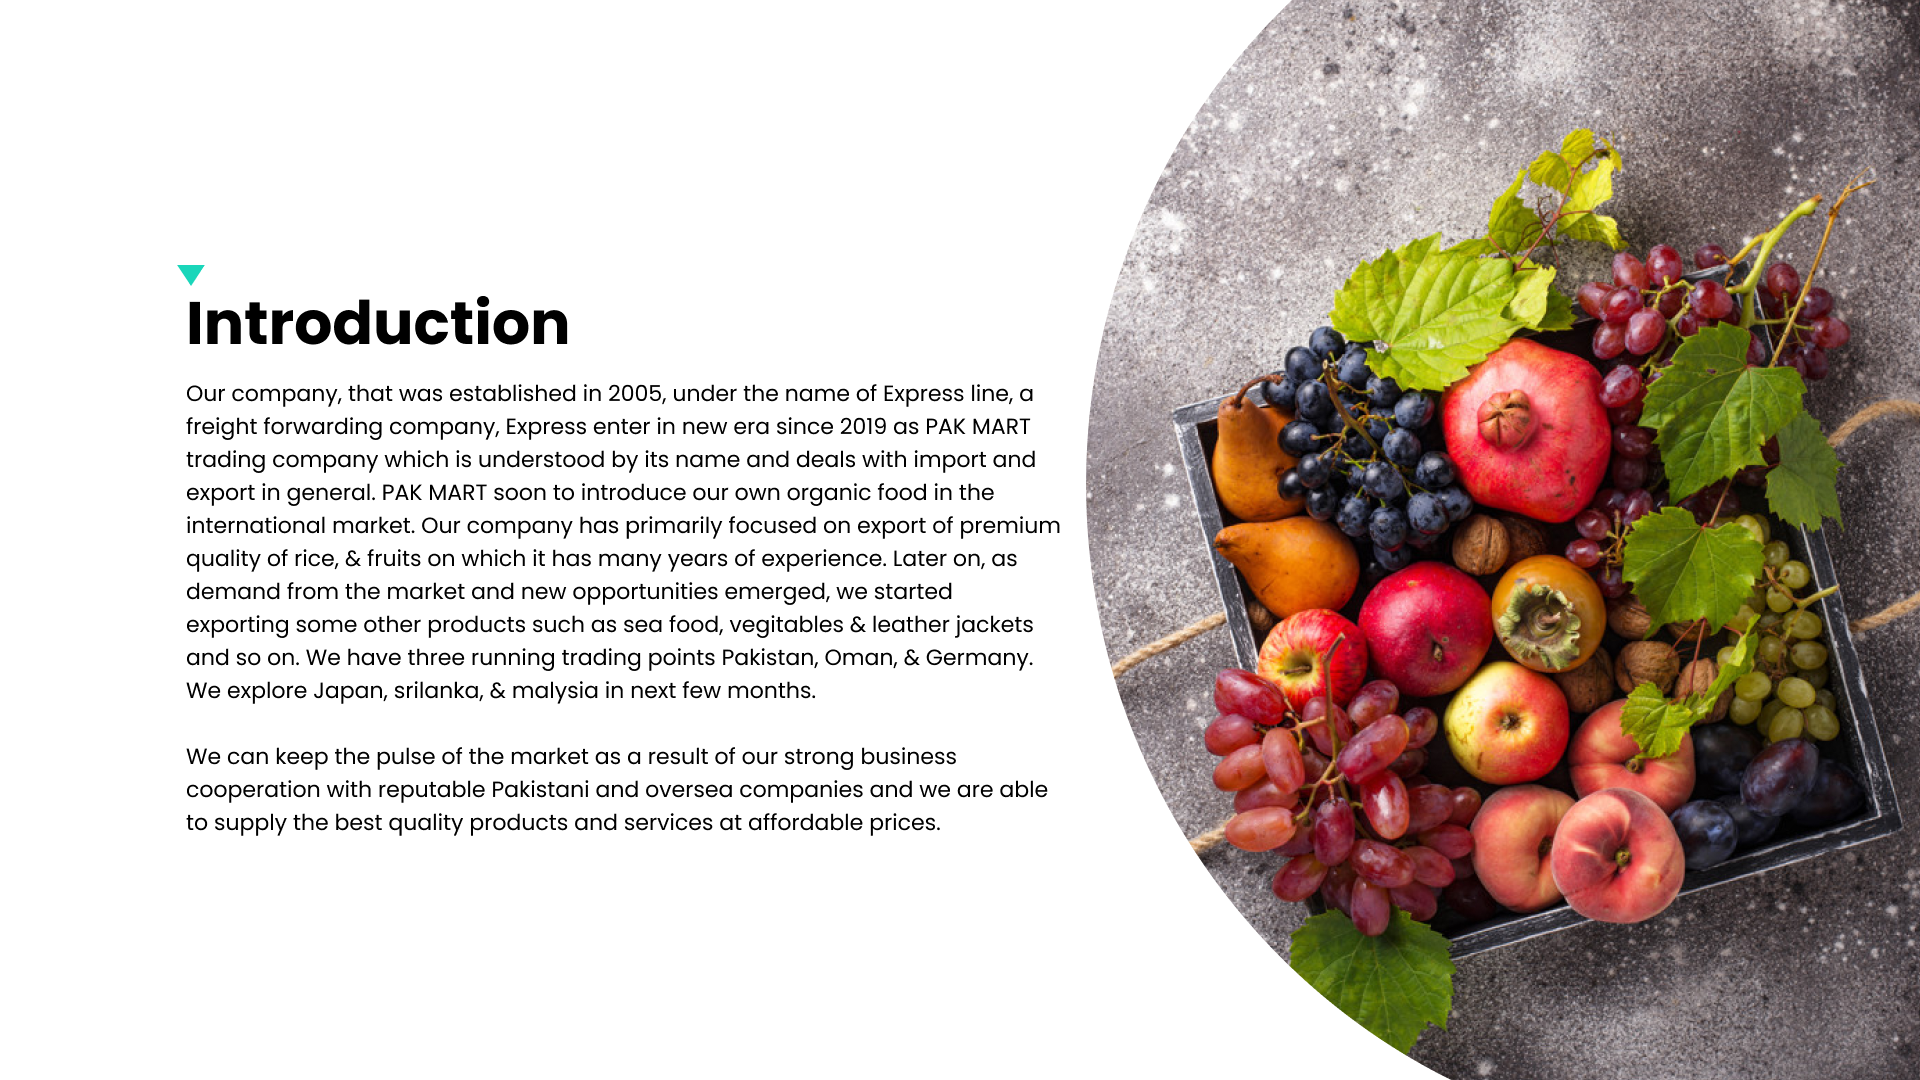 Introduction
Our company, that was established in 2005, under the name of Express line, a
freight forwarding company, Express enter in new era since 2019 as PAK MART
trading company which is understood by its name and deals with import and
export in general. PAK MART soon to introduce our own organic food in the
international market. Our company has primarily focused on export of premium
quality of rice, & fruits on which it has many years of experience. Later on, as
demand from the market and new opportunities emerged, we started
exporting some other products such as sea food, vegitables & leather jackets
and so on. We have three running trading points Pakistan, Oman, & Germany.
We explore Japan, srilanka, & malysia in next few months.
We can keep the pulse of the market as a result of our strong business
cooperation with reputable Pakistani and oversea companies and we are able
to supply the best quality products and services at affordable prices.